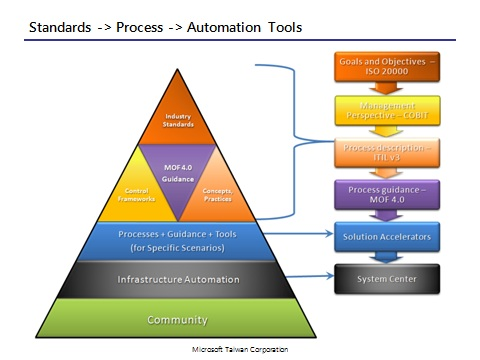 Standards -> Process -> Automation Tools
Industry
Standards
MOF 4.0
Guidance
Control
Frameworks
Concepts,
Practices
Processes + Guidance + Tools
(for Specific Scenarios)
Infrastructure Automation
Community
Goals and Objectives –
ISO 20000
Management
Perspective – COBIT
Process description –
ITIL v3
Process guidance –
MOF 4.0
Solution Accelerators
System Center
Microsoft Taiwan Corporation